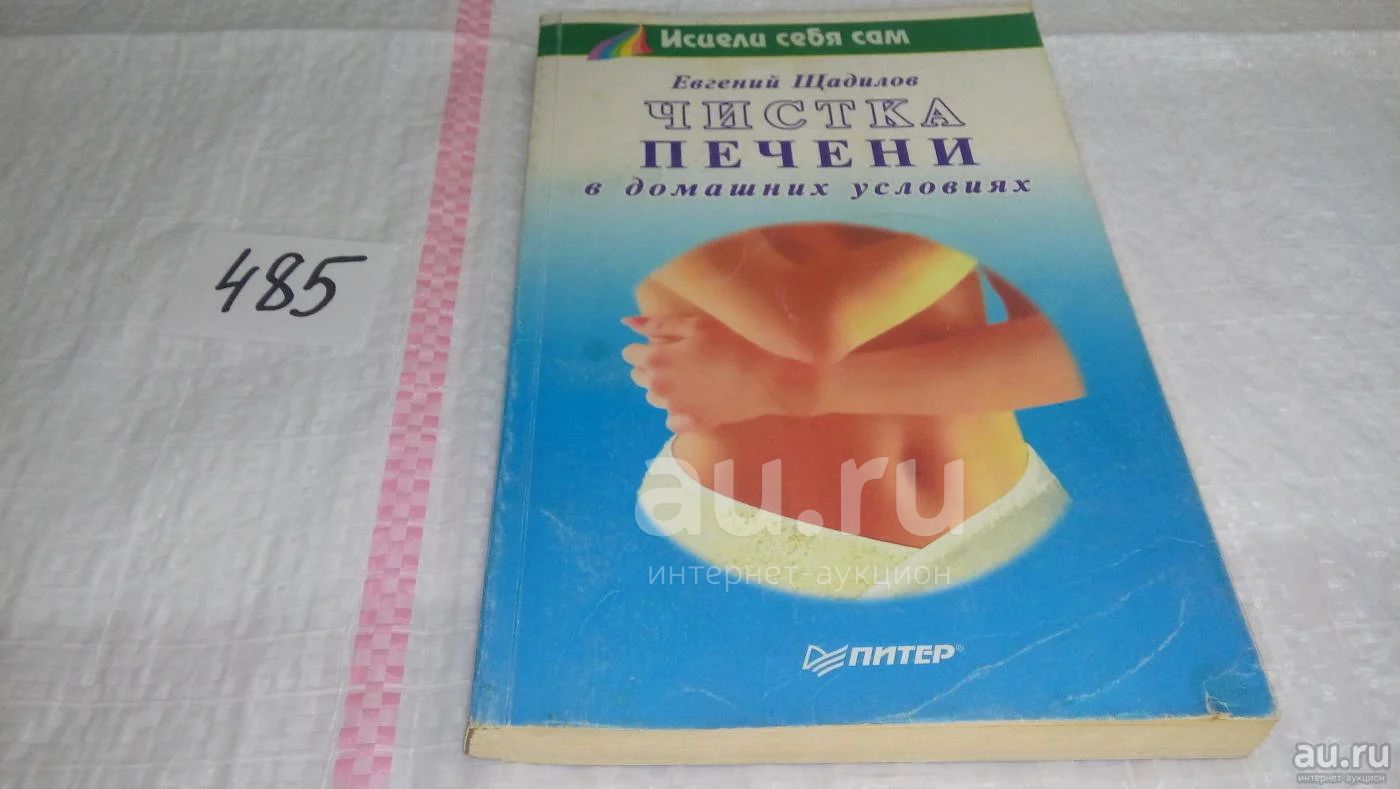 Исцели себя сам
Евгений Щадилов
ЧИСТКА
ПЕЧЕНИ
в домашних условиях
485
au.ru
интернет-аукцион
ПИТЕР®
au.ru
интернет-аукцион